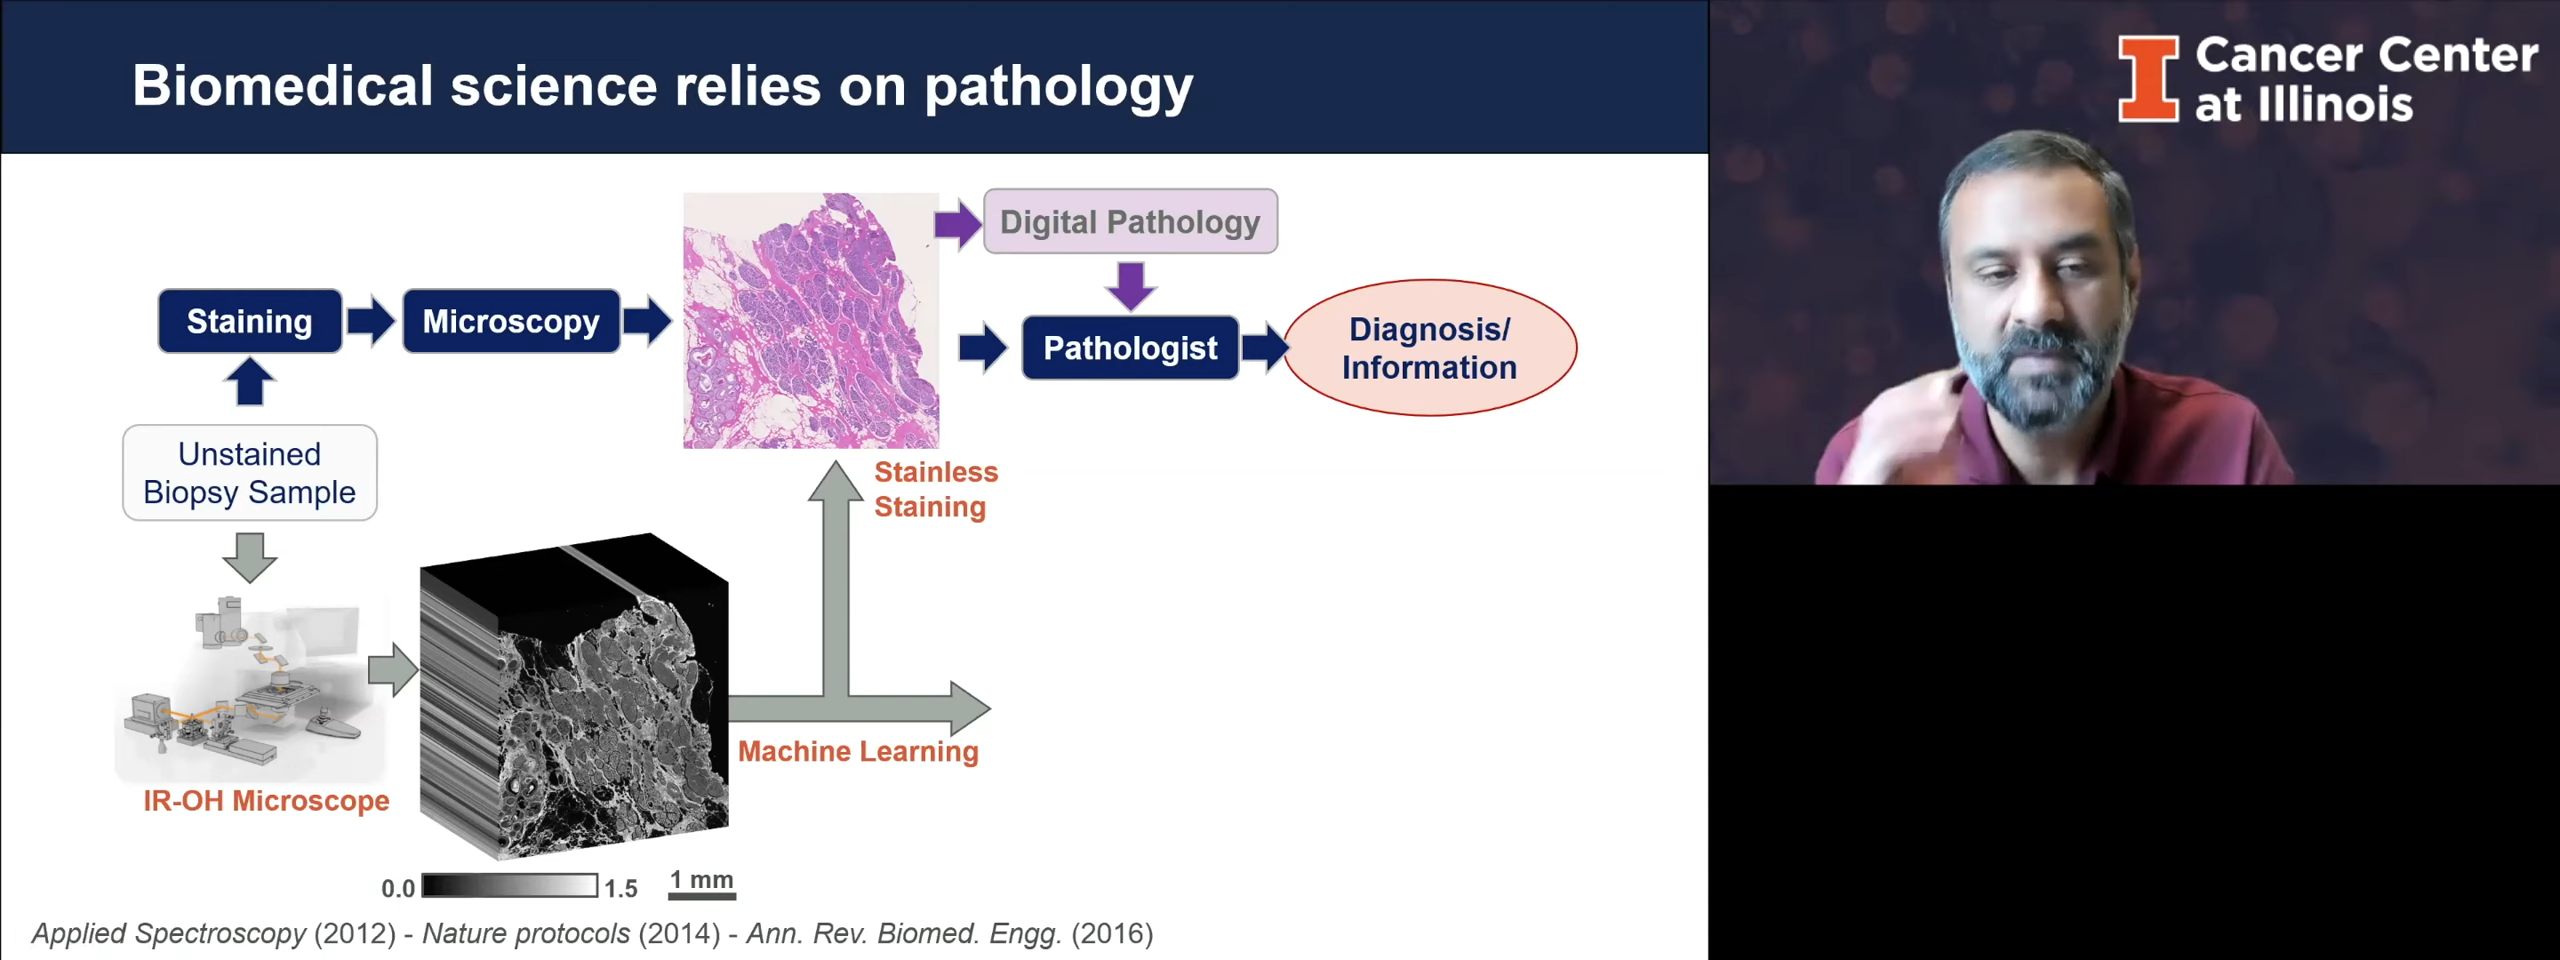 Biomedical science relies on pathology
Cancer Center
at Illinois
Digital Pathology
Staining
Microscopy
Pathologist
Diagnosis/
Information
Unstained
Biopsy Sample
Stainless
Staining
Machine Learning
IR-OH Microscope
0.0
1.5
1 mm
Applied Spectroscopy (2012) - Nature protocols (2014) - Ann. Rev. Biomed. Engg. (2016)